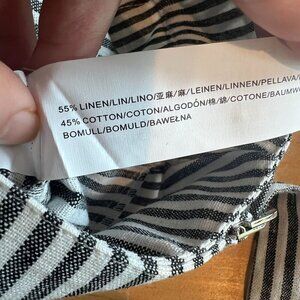 55% LINEN/LIN/LINO/亚麻/麻/LEINEN/LINNEN/PELLAVA/
45% COTTON/COTON/ALGODÓN/棉/綿/COTONE/BAUMWO
BOMULL/BOMULD/BAWEŁNA